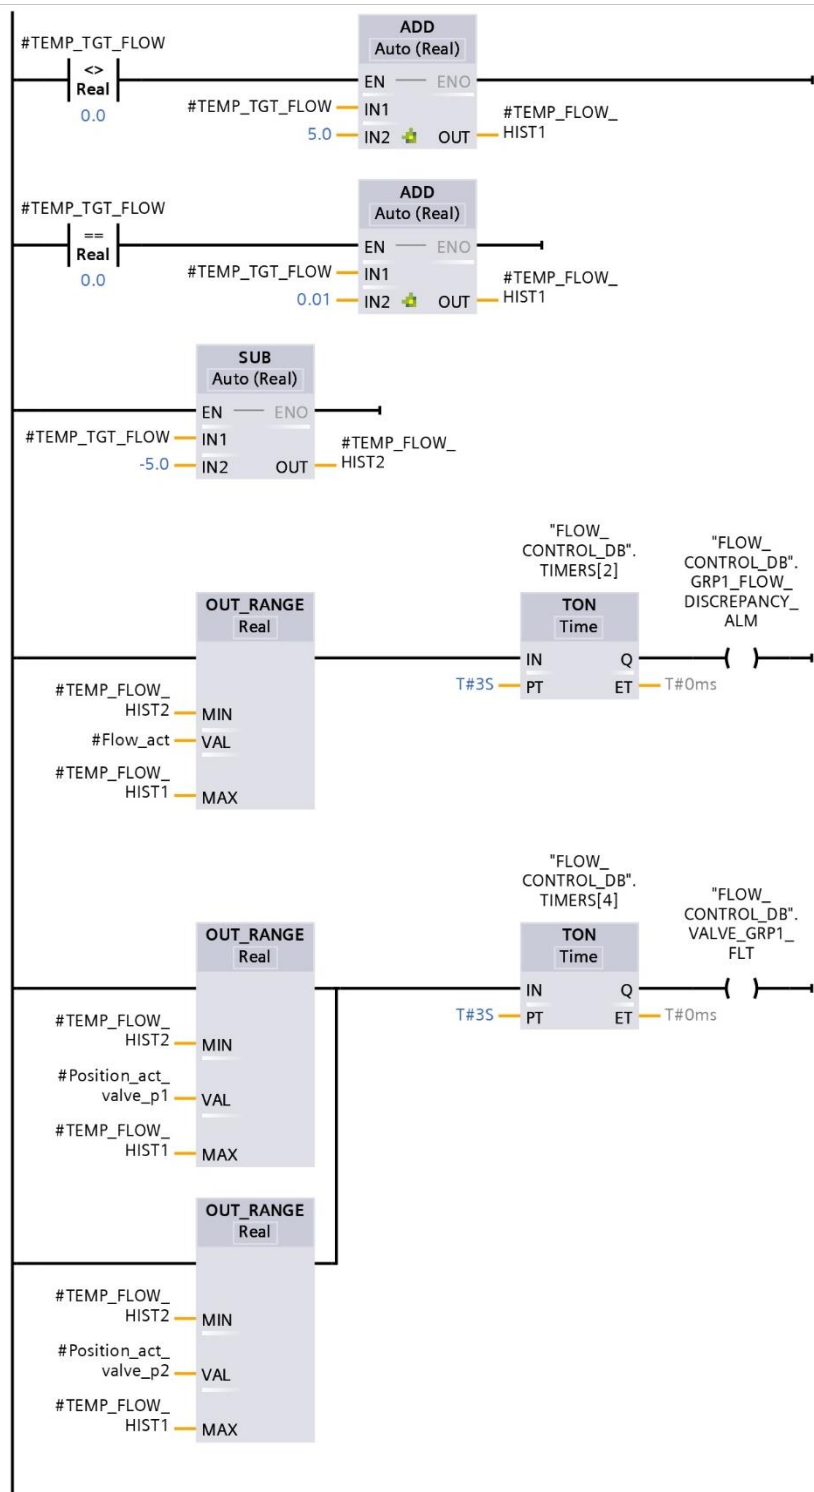 #TEMP_TGT_FLOW
<>
Real
0.0
ADD
Auto (Real)
EN
ENO
#TEMP_TGT_FLOW
IN1
5.0
IN2
OUT
#TEMP_FLOW_
HIST1
#TEMP_TGT_FLOW
==
Real
0.0
ADD
Auto (Real)
EN
ENO
#TEMP_TGT_FLOW
IN1
0.01
IN2
OUT
#TEMP_FLOW_
HIST1
SUB
Auto (Real)
EN
ENO
#TEMP_TGT_FLOW
IN1
-5.0
IN2
OUT
#TEMP_FLOW_
HIST2
OUT_RANGE
Real
#TEMP_FLOW_
HIST2
MIN
#Flow_act
VAL
#TEMP_FLOW_
HIST1
MAX
"FLOW_
CONTROL_DB".
TIMERS[2]
TON
Time
IN
Q
T#3S
PT
ET
T#0ms
"FLOW_
CONTROL_DB".
GRP1_FLOW_
DISCREPANCY_
ALM
OUT_RANGE
Real
#TEMP_FLOW_
HIST2
MIN
#Position_act_
valve_p1
VAL
#TEMP_FLOW_
HIST1
MAX
"FLOW_
CONTROL_DB".
TIMERS[4]
TON
Time
IN
Q
T#3S
PT
ET
T#0ms
"FLOW_
CONTROL_DB".
VALVE_GRP1_
FLT
OUT_RANGE
Real
#TEMP_FLOW_
HIST2
MIN
#Position_act_
valve_p2
VAL
#TEMP_FLOW_
HIST1
MAX